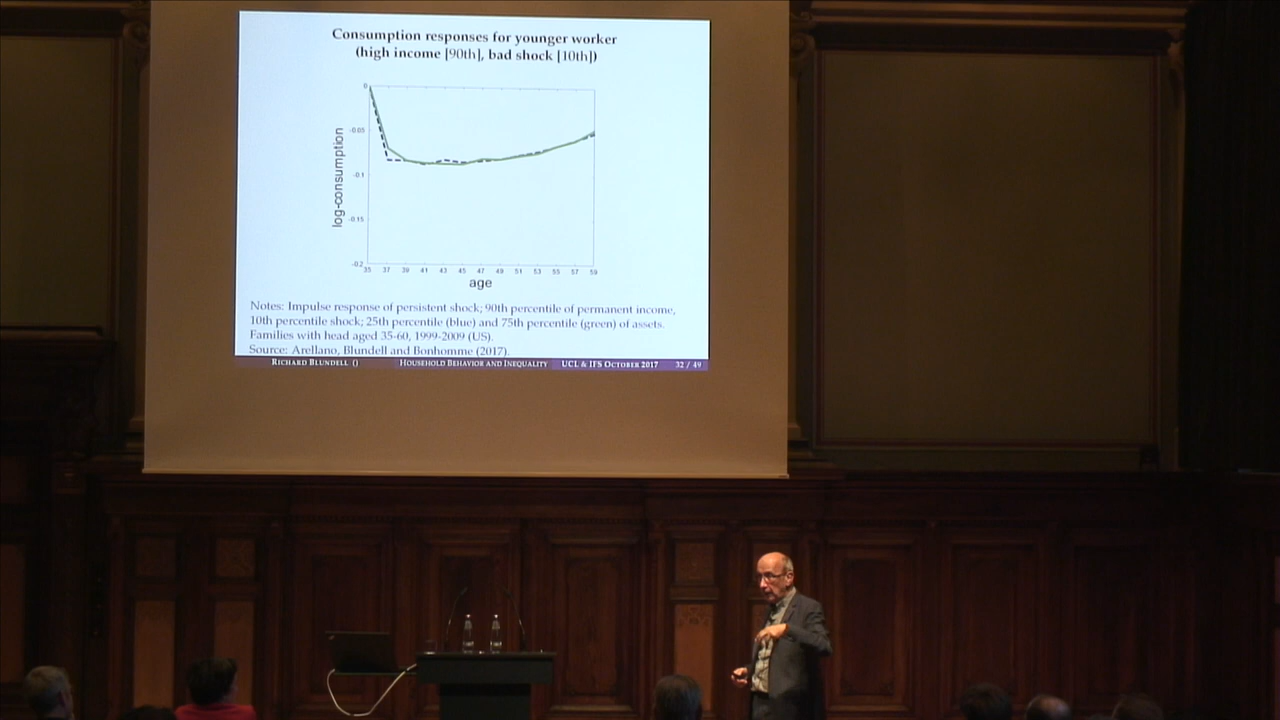 Consumption responses for younger worker
(high income [90th], bad shock [10th])
0
-0.05
-0.1
-0.15
-0.2
log-consumption
35 37 39 41 43 45 47 49 51 53 55 57 59
age
Notes: Impulse response of persistent shock; 90th percentile of permanent income,
10th percentile shock; 25th percentile (blue) and 75th percentile (green) of assets.
Families with head aged 35-60, 1999-2009 (US).
Source: Arellano, Blundell and Bonhomme (2017).
RICHARD BLUNDELL () HOUSEHOLD BEHAVIOR AND INEQUALITY UCL & IFS OCTOBER 2017 32 / 49